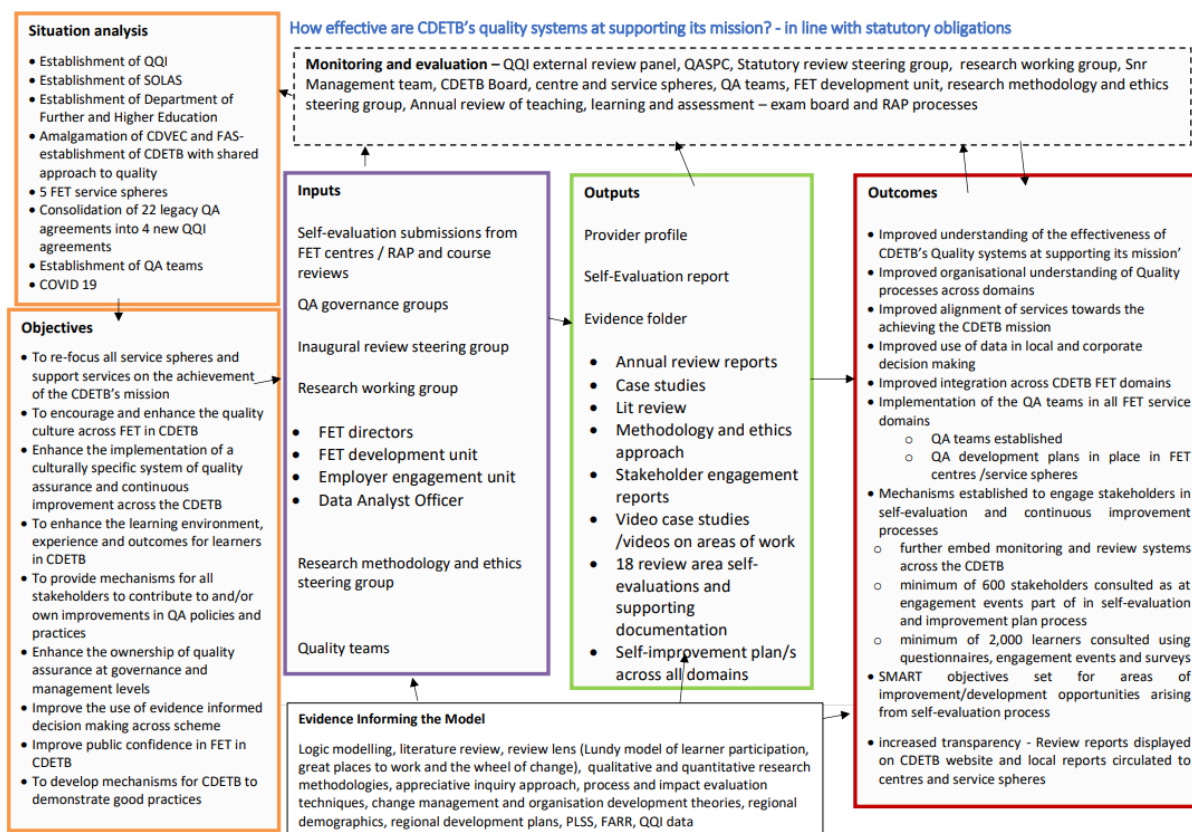 How effective are CDETB's quality systems at supporting its mission? - in line with statutory obligations
Situation analysis
• Establishment of QQI
• Establishment of SOLAS
• Establishment of Department of
Further and Higher Education
• Amalgamation of CDVEC and FAS-
establishment of CDETB with shared
approach to quality
• 5 FET service spheres
• Consolidation of 22 legacy QA
agreements into 4 new QQI
agreements
• Establishment of QA teams
• COVID 19
Monitoring and evaluation – QQI external review panel, QASPC, Statutory review steering group, research working group, Snr
Management team, CDETB Board, centre and service spheres, QA teams, FET development unit, research methodology and ethics
steering group, Annual review of teaching, learning and assessment – exam board and RAP processes
Objectives
• To re-focus all service spheres and
support services on the achievement
of the CDETB's mission
• To encourage and enhance the quality
culture across FET in CDETB
• Enhance the implementation of a
culturally specific system of quality
assurance and continuous
improvement across the CDETB
• To enhance the learning environment,
experience and outcomes for learners
in CDETB
• To provide mechanisms for all
stakeholders to contribute to and/or
own improvements in QA policies and
practices
• Enhance the ownership of quality
assurance at governance and
management levels
• Improve the use of evidence informed
decision making across scheme
• Improve public confidence in FET in
CDETB
• To develop mechanisms for CDETB to
demonstrate good practices
Inputs
Self-evaluation submissions from
FET centres / RAP and course
reviews
QA governance groups
Inaugural review steering group
Research working group
• FET directors
• FET development unit
• Employer engagement unit
• Data Analyst Officer
Research methodology and ethics
steering group
Quality teams
Outputs
Provider profile
Self-Evaluation report
Evidence folder
• Annual review reports
• Case studies
• Lit review
• Methodology and ethics
approach
• Stakeholder engagement
reports
• Video case studies
/videos on areas of work
• 18 review area self-
evaluations and
supporting
documentation
• Self-improvement plan/s
across all domains
Outcomes
• Improved understanding of the effectiveness of
CDETB's Quality systems at supporting its mission'
• Improved organisational understanding of Quality
processes across domains
• Improved alignment of services towards the
achieving the CDETB mission
• Improved use of data in local and corporate
decision making
• Improved integration across CDETB FET domains
• Implementation of the QA teams in all FET service
domains
o QA teams established
o QA development plans in place in FET
centres /service spheres
• Mechanisms established to engage stakeholders in
self-evaluation and continuous improvement
processes
o further embed monitoring and review systems
across the CDETB
o minimum of 600 stakeholders consulted as at
engagement events part of in self-evaluation
and improvement plan process
o minimum of 2,000 learners consulted using
questionnaires, engagement events and surveys
• SMART objectives set for areas of
improvement/development opportunities arising
from self-evaluation process
• increased transparency - Review reports displayed
on CDETB website and local reports circulated to
centres and service spheres
Evidence Informing the Model
Logic modelling, literature review, review lens (Lundy model of learner participation,
great places to work and the wheel of change), qualitative and quantitative research
methodologies, appreciative inquiry approach, process and impact evaluation
techniques, change management and organisation development theories, regional
demographics, regional development plans, PLSS, FARR, QQI data